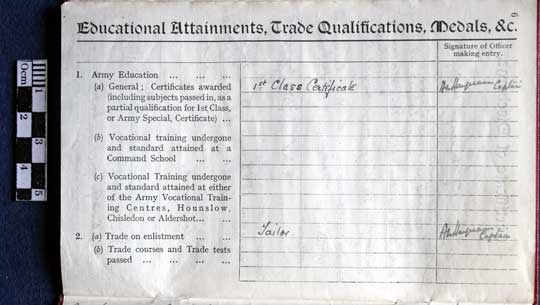 6
Educational Attainments, Trade Qualifications, Medals, &c.
Signature of Officer
making entry.
1. Army Education ... ... ...
(a) General; Certificates awarded 1st Class Certificate Captain
(including subjects passed in, as a
partial qualification for 1st Class,
or Army Special, Certificate) ...
(b) Vocational training undergone
and standard attained at a
Command School ... ...
(c) Vocational Training undergone
and standard attained at either
of the Army Vocational Train-
ing Centres, Hounslow,
Chisledon or Aldershot... ...
2. (a) Trade on enlistment ... ... Tailor Captain
(b) Trade courses and Trade tests
passed ... ... ... ...
0cm
1
2
3
4
5